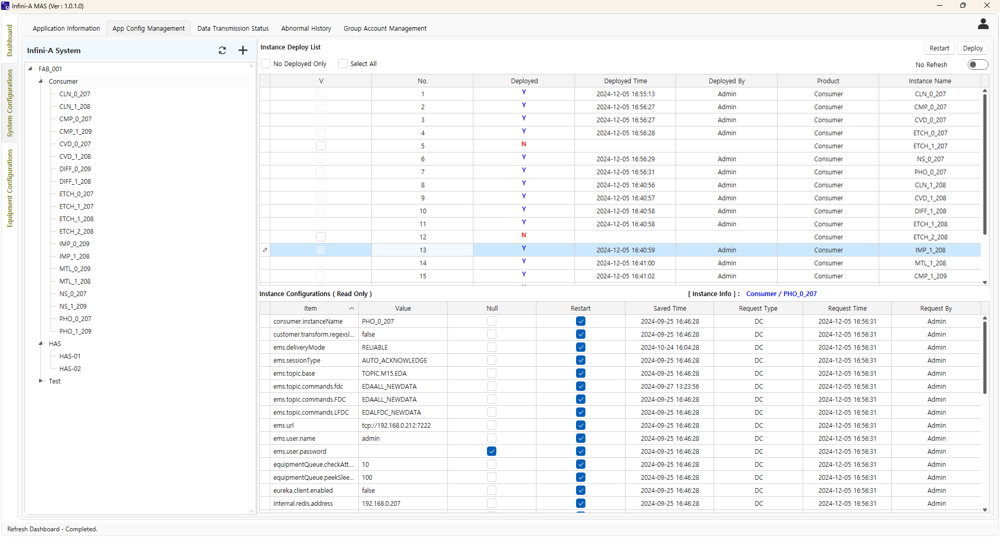 Infini-A MAS (Ver : 1.0.1.0)
Dashboard
System Configurations
Equipment Configurations
Application Information App Config Management Data Transmission Status Abnormal History Group Account Management
Infini-A System
FAB_001
Consumer
CLN_0_207
CLN_1_208
CMP_0_207
CMP_1_209
CVD_0_207
CVD_1_208
DIFF_0_209
DIFF_1_208
ETCH_0_207
ETCH_1_207
ETCH_1_208
ETCH_2_208
IMP_0_209
IMP_1_208
MTL_0_209
MTL_1_208
NS_0_207
NS_1_209
PHO_0_207
PHO_1_209
HAS
HAS-01
HAS-02
Test
Instance Deploy List
Restart Deploy
No Deployed Only Select All
No Refresh
V No. Deployed Deployed Time Deployed By Product Instance Name
1 Y 2024-12-05 16:55:13 Admin Consumer CLN_0_207
2 Y 2024-12-05 16:56:27 Admin Consumer CMP_0_207
3 Y 2024-12-05 16:56:27 Admin Consumer CVD_0_207
4 Y 2024-12-05 16:56:28 Admin Consumer ETCH_0_207
5 N Consumer ETCH_1_207
6 Y 2024-12-05 16:56:29 Admin Consumer NS_0_207
7 Y 2024-12-05 16:56:31 Admin Consumer PHO_0_207
8 Y 2024-12-05 16:40:56 Admin Consumer CLN_1_208
9 Y 2024-12-05 16:40:57 Admin Consumer CVD_1_208
10 Y 2024-12-05 16:40:58 Admin Consumer DIFF_1_208
11 Y 2024-12-05 16:40:58 Admin Consumer ETCH_1_208
12 N Consumer ETCH_2_208
13 Y 2024-12-05 16:40:59 Admin Consumer IMP_1_208
14 Y 2024-12-05 16:41:00 Admin Consumer MTL_1_208
15 Y 2024-12-05 16:41:02 Admin Consumer CMP_1_209
Instance Configurations ( Read Only )
[ Instance Info ] : Consumer / PHO_0_207
Item Value Null Restart Saved Time Request Type Request Time Request By
consumer.instanceName PHO_0_207 2024-09-25 16:46:28 DC 2024-12-05 16:56:31 Admin
customer.transform.regexsl... false 2024-09-25 16:46:28 DC 2024-12-05 16:56:31 Admin
ems.deliveryMode RELIABLE 2024-10-24 16:04:28 DC 2024-12-05 16:56:31 Admin
ems.sessionType AUTO_ACKNOWLEDGE 2024-09-25 16:46:28 DC 2024-12-05 16:56:31 Admin
ems.topic.base TOPIC.M15.EDA 2024-09-25 16:46:28 DC 2024-12-05 16:56:31 Admin
ems.topic.commands.fdc EDAALL_NEWDATA 2024-09-27 13:23:56 DC 2024-12-05 16:56:31 Admin
ems.topic.commands.FDC EDAALL_NEWDATA 2024-09-25 16:46:28 DC 2024-12-05 16:56:31 Admin
ems.topic.commands.LFDC EDALFDC_NEWDATA 2024-09-25 16:46:28 DC 2024-12-05 16:56:31 Admin
ems.url tcp://192.168.0.212:7222 2024-09-25 16:46:28 DC 2024-12-05 16:56:31 Admin
ems.user.name admin 2024-09-25 16:46:28 DC 2024-12-05 16:56:31 Admin
ems.user.password 2024-09-25 16:46:28 DC 2024-12-05 16:56:31 Admin
equipmentQueue.checkAtt... 10 2024-09-25 16:46:28 DC 2024-12-05 16:56:31 Admin
equipmentQueue.peekSlee... 100 2024-09-25 16:46:28 DC 2024-12-05 16:56:31 Admin
eureka.client.enabled false 2024-09-25 16:46:28 DC 2024-12-05 16:56:31 Admin
internal.redis.address 192.168.0.207 2024-09-25 16:46:28 DC 2024-12-05 16:56:31 Admin
Refresh Dashboard - Completed.